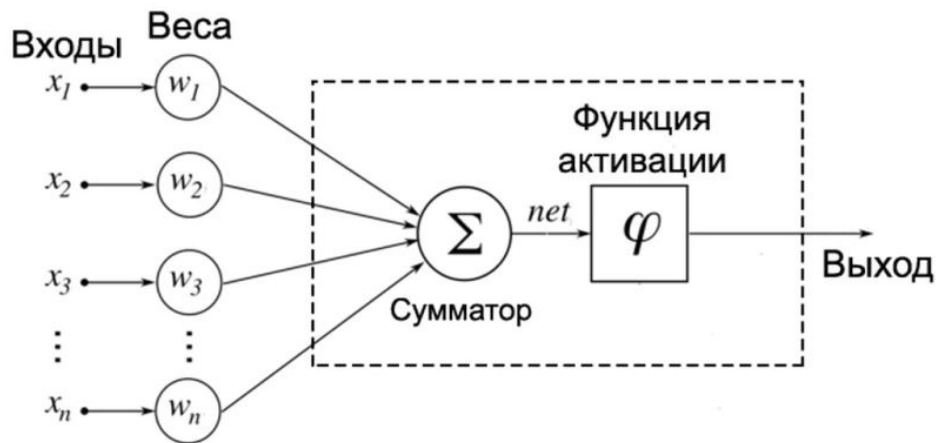 Входы Веса
x1 w1
x2 w2
x3 w3
⋮ ⋮
xn wn
Σ
Сумматор
net
Функция
активации
φ
Выход